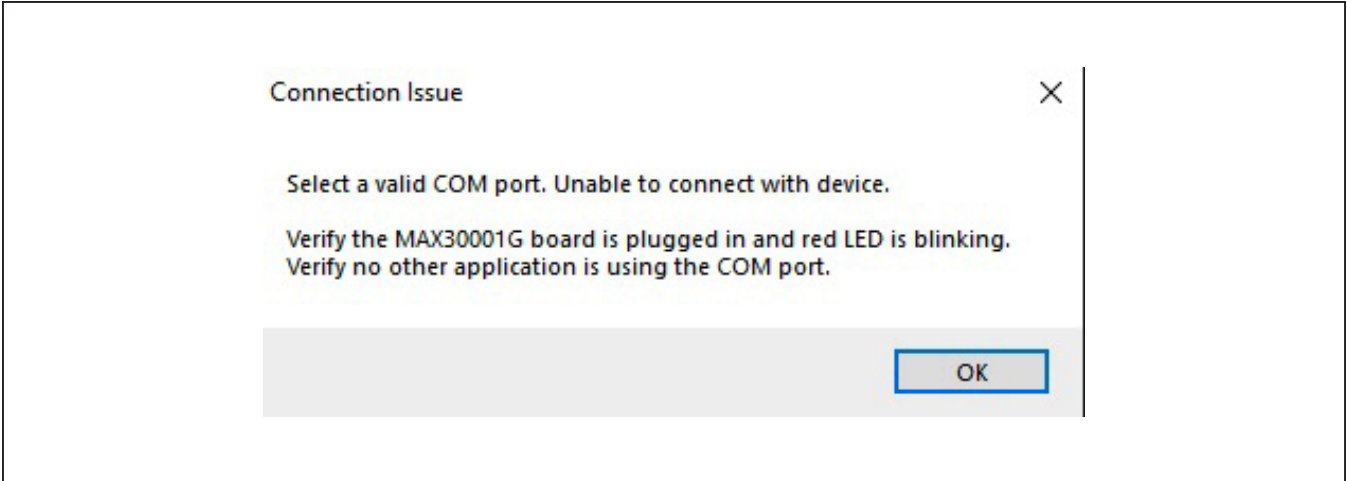 Connection Issue
Select a valid COM port. Unable to connect with device.
Verify the MAX30001G board is plugged in and red LED is blinking.
Verify no other application is using the COM port.
OK